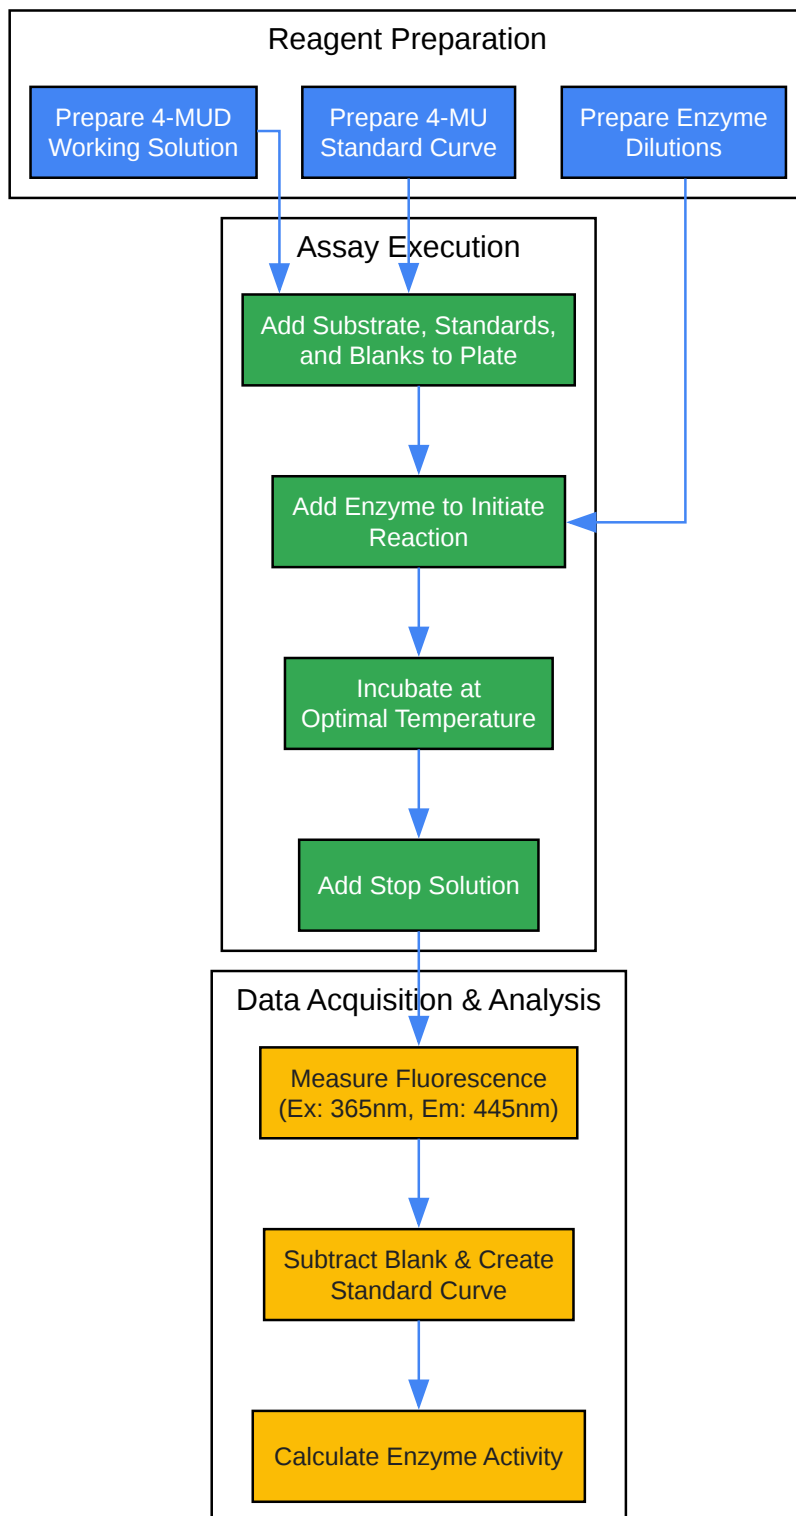 Reagent Preparation
Prepare 4-MUD
Working Solution
Prepare 4-MU
Standard Curve
Prepare Enzyme
Dilutions
Assay Execution
Add Substrate, Standards,
and Blanks to Plate
Add Enzyme to Initiate
Reaction
Incubate at
Optimal Temperature
Add Stop Solution
Data Acquisition & Analysis
Measure Fluorescence
(Ex: 365nm, Em: 445nm)
Subtract Blank & Create
Standard Curve
Calculate Enzyme Activity